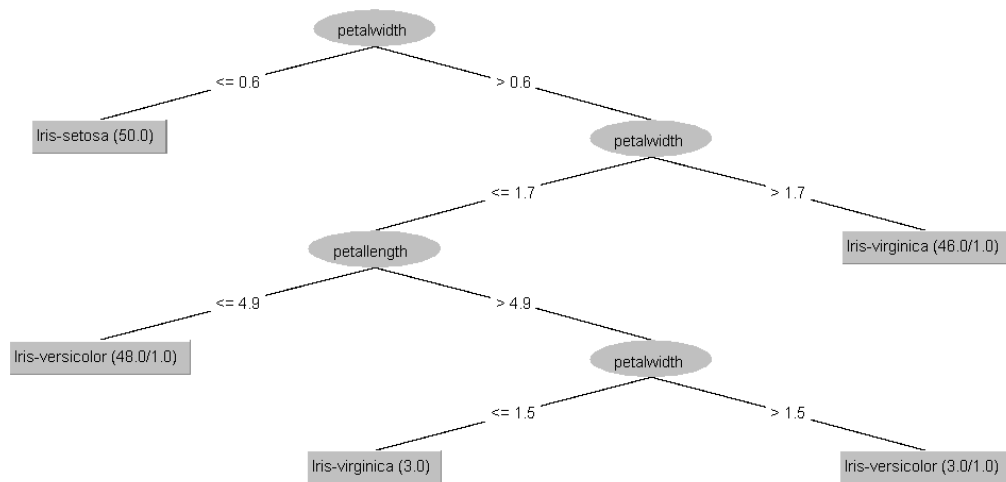 petalwidth
<= 0.6
> 0.6
Iris-setosa (50.0)
petalwidth
<= 1.7
> 1.7
petallength
Iris-virginica (46.0/1.0)
<= 4.9
> 4.9
Iris-versicolor (48.0/1.0)
petalwidth
<= 1.5
> 1.5
Iris-virginica (3.0)
Iris-versicolor (3.0/1.0)